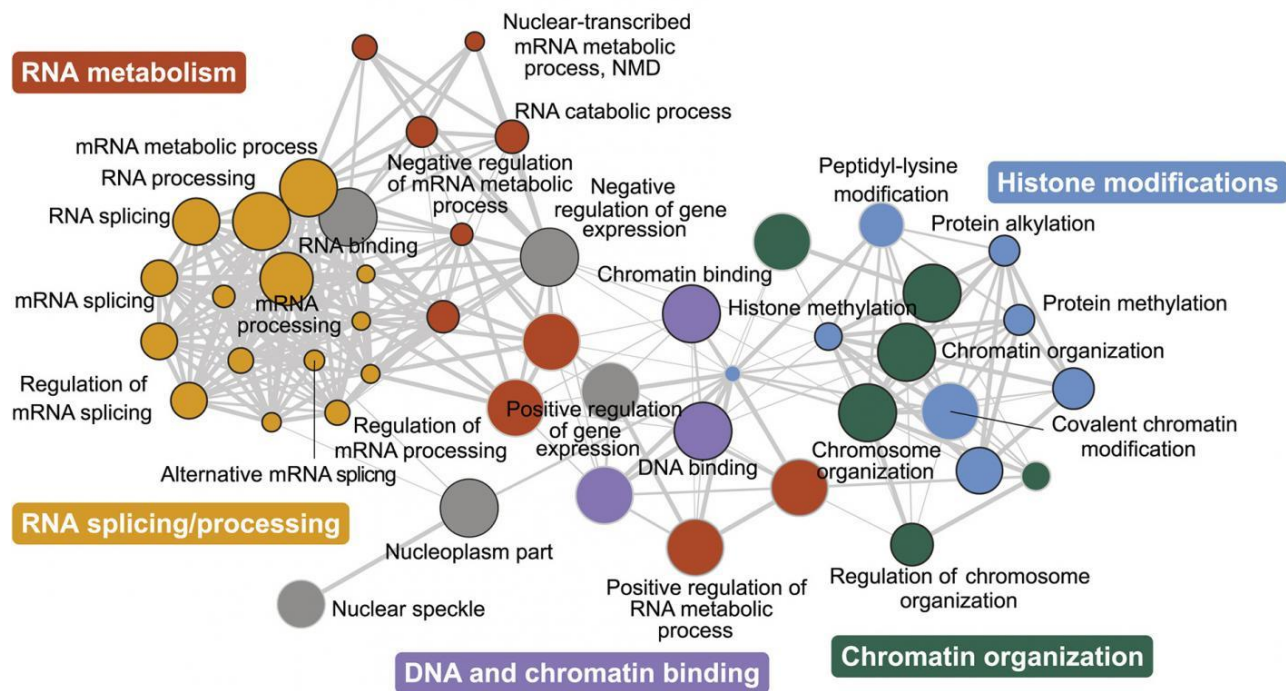 Nuclear-transcribed
mRNA metabolic
process, NMD
RNA metabolism
RNA catabolic process
mRNA metabolic process
RNA processing
Negative regulation
of mRNA metabolic
process
Negative
regulation of gene
expression
Peptidyl-lysine
modification
Histone modifications
RNA splicing
RNA binding
Protein alkylation
Chromatin binding
mRNA splicing
mRNA
processing
Histone methylation
Protein methylation
Chromatin organization
Regulation of
mRNA splicing
Regulation of
mRNA processing
Positive regulation
of gene
expression
DNA binding
Chromosome
organization
Covalent chromatin
modification
Alternative mRNA splicng
RNA splicing/processing
Nucleoplasm part
Nuclear speckle
Positive regulation of
RNA metabolic
process
Regulation of chromosome
organization
DNA and chromatin binding
Chromatin organization